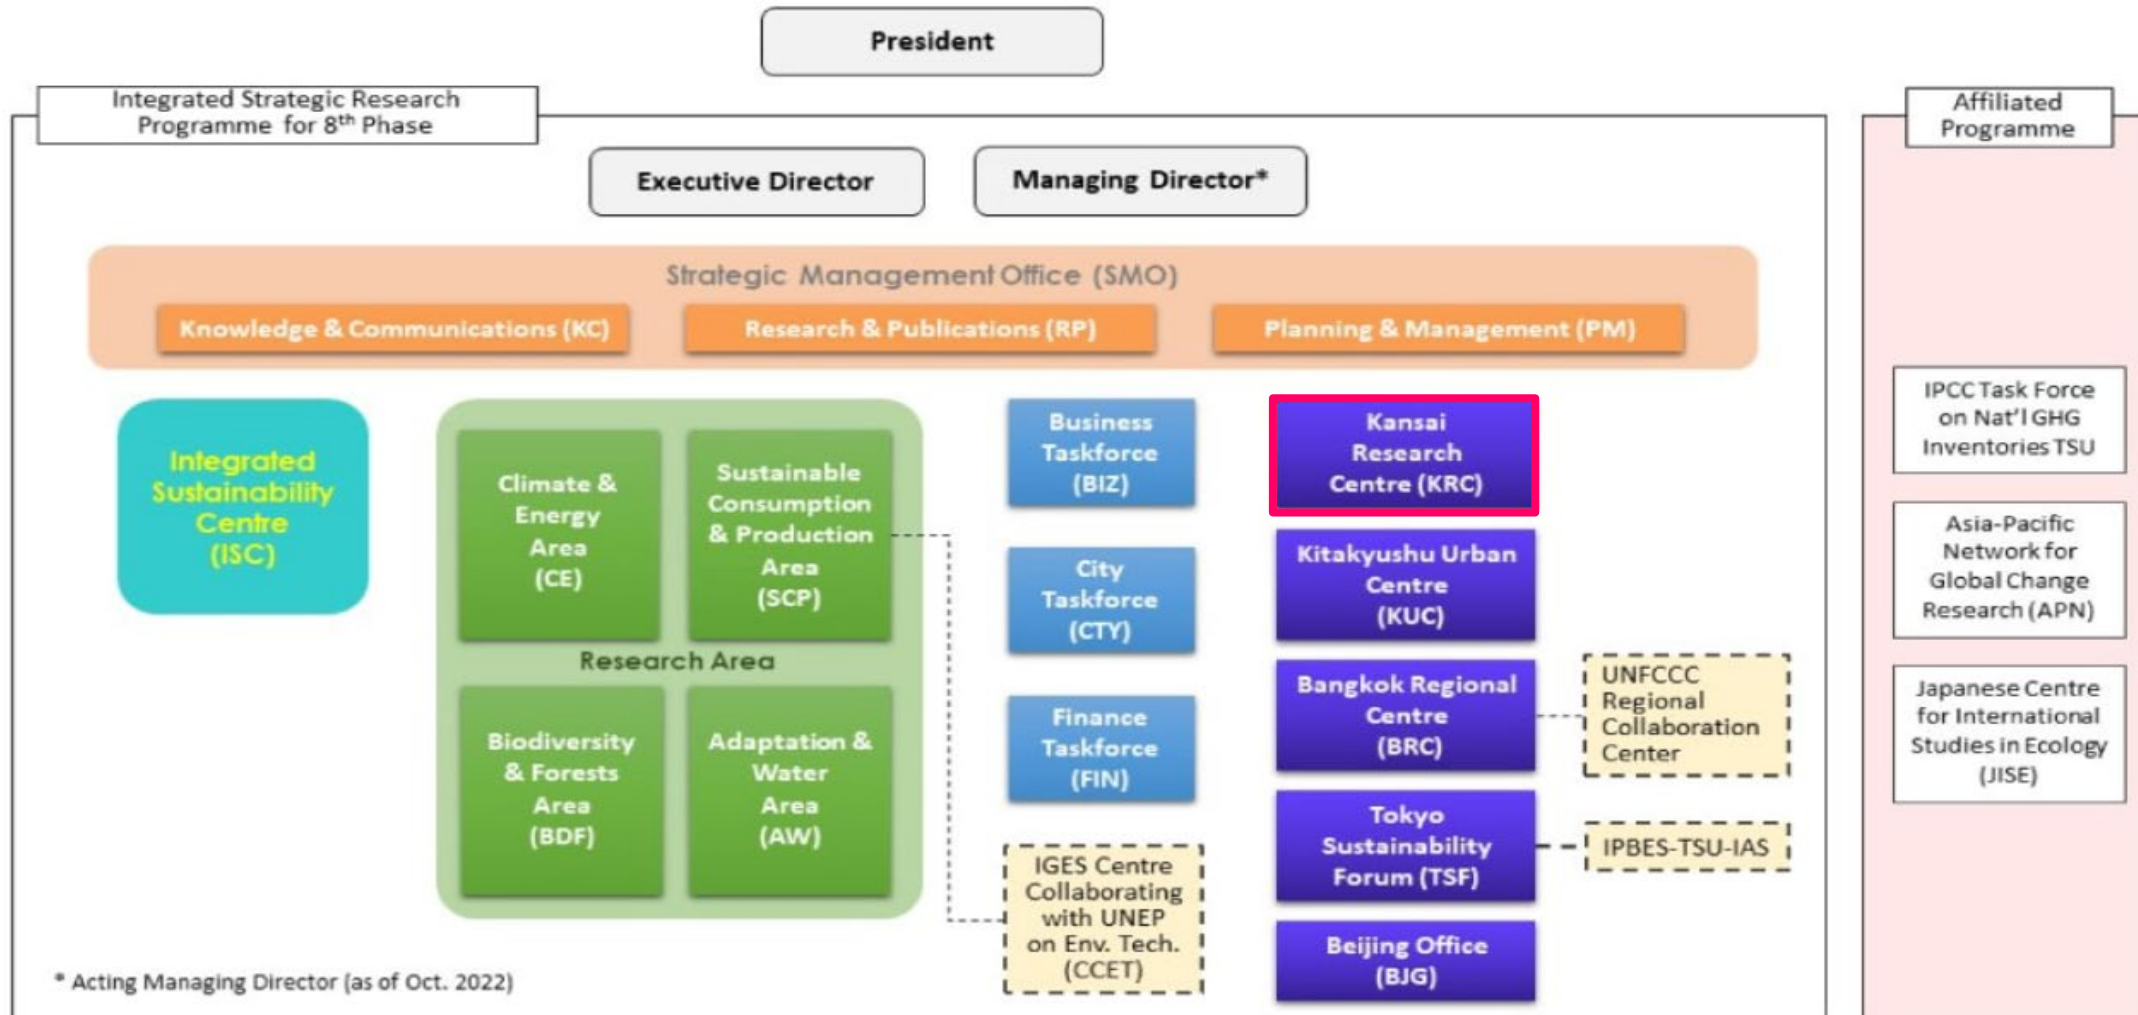 President
Integrated Strategic Research
Programme for 8th Phase
Executive Director
Managing Director*
Strategic Management Office (SMO)
Knowledge & Communications (KC)
Research & Publications (RP)
Planning & Management (PM)
Integrated
Sustainability
Centre
(ISC)
Climate &
Energy
Area
(CE)
Sustainable
Consumption
& Production
Area
(SCP)
Research Area
Biodiversity
& Forests
Area
(BDF)
Adaptation &
Water
Area
(AW)
Business
Taskforce
(BIZ)
City
Taskforce
(CTY)
Finance
Taskforce
(FIN)
IGES Centre
Collaborating
with UNEP
on Env. Tech.
(CCET)
Kansai
Research
Centre (KRC)
Kitakyushu Urban
Centre
(KUC)
Bangkok Regional
Centre
(BRC)
Tokyo
Sustainability
Forum (TSF)
Beijing Office
(BJG)
UNFCCC
Regional
Collaboration
Center
IPBES-TSU-IAS
* Acting Managing Director (as of Oct. 2022)
Affiliated
Programme
IPCC Task Force
on Nat'l GHG
Inventories TSU
Asia-Pacific
Network for
Global Change
Research (APN)
Japanese Centre
for International
Studies in Ecology
(JISE)